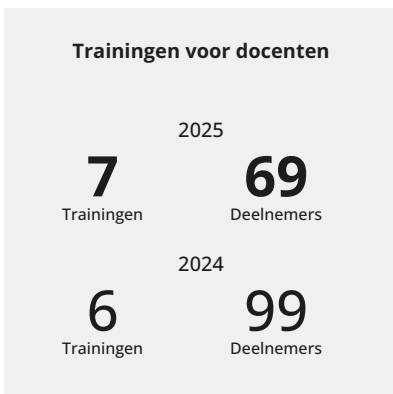 Trainingen voor docenten
2025
7 69
Trainingen Deelnemers
2024
6 99
Trainingen Deelnemers